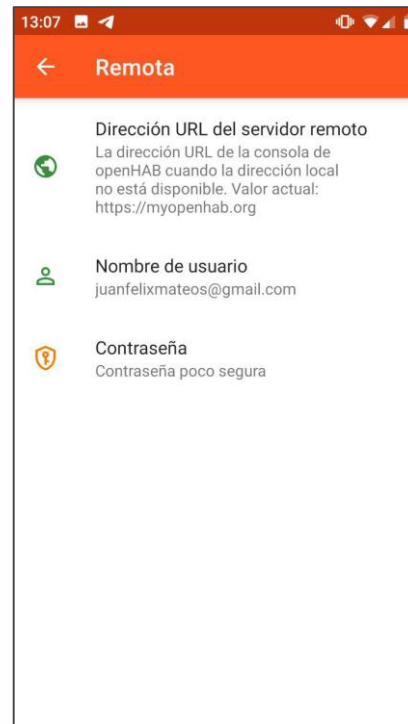 13:07
Remota
Dirección URL del servidor remoto
La dirección URL de la consola de
openHAB cuando la dirección local
no está disponible. Valor actual:
https://myopenhab.org
Nombre de usuario
juanfelixmateos@gmail.com
Contraseña
Contraseña poco segura